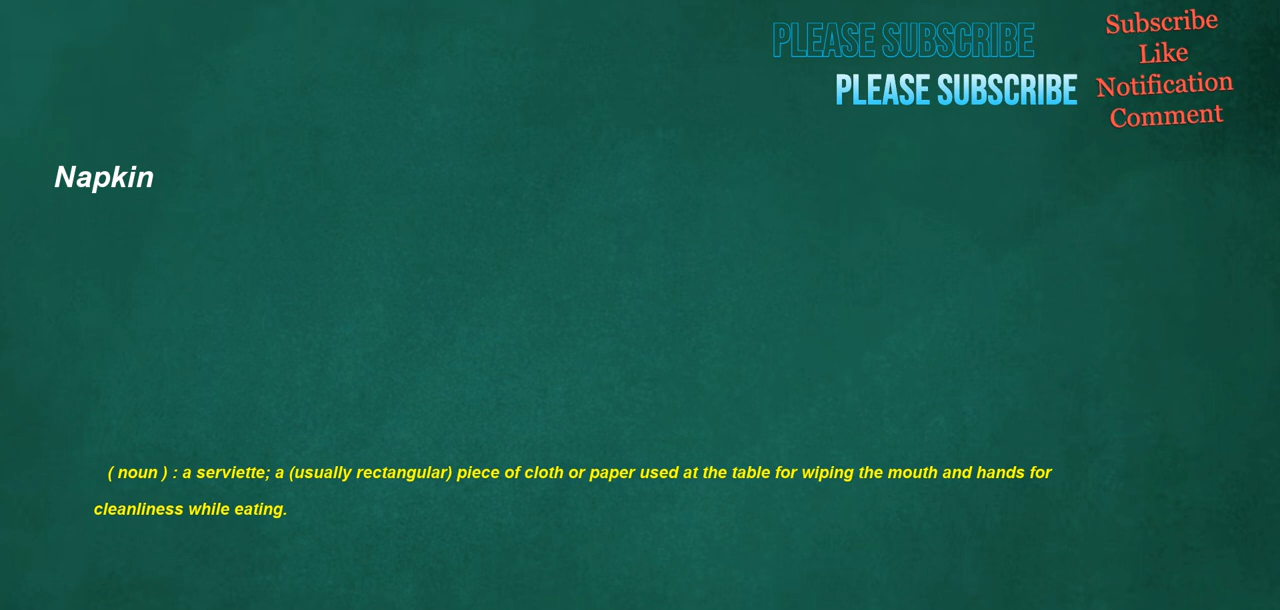 PLEASE SUBSCRIBE
PLEASE SUBSCRIBE
Subscribe
Like
Notification
Comment
Napkin
( noun ) : a serviette; a (usually rectangular) piece of cloth or paper used at the table for wiping the mouth and hands for
cleanliness while eating.